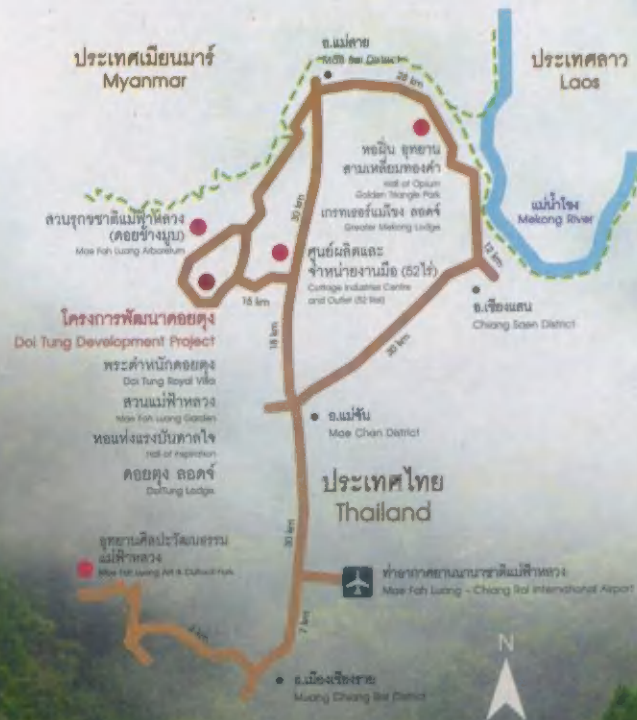 ประเทศเมียนมาร์
Myanmar
อ.แม่สาย
Mae Sai District
ประเทศลาว
Laos
28 km
หอฝิ่น อุทยาน
สามเหลี่ยมทองคำ
Hall of Opium
Golden Triangle Park
เกรทเธอร์แม่โขง ลอดจ์
Greater Mekong Lodge
แม่น้ำโขง
Mekong River
สวนรุกขชาติแม่ฟ้าหลวง
(ดอยช้างมูบ)
Mae Fah Luang Arboretum
30 km
ศูนย์ผลิตและ
จำหน่ายงานมือ (52ไร่)
Cottage Industries Centre
and Outlet (52 Rai)
12 km
อ.เชียงแสน
Chiang Saen District
15 km
18 km
โครงการพัฒนาดอยตุง
Doi Tung Development Project
พระตำหนักดอยตุง
Doi Tung Royal Villa
สวนแม่ฟ้าหลวง
Mae Fah Luang Garden
หอแห่งแรงบันดาลใจ
Hall of Inspiration
ดอยตุง ลอดจ์
DoiTung Lodge
อ.แม่จัน
Mae Chan District
ประเทศไทย
Thailand
30 km
อุทยานศิลปะวัฒนธรรม
แม่ฟ้าหลวง
Mae Fah Luang Art & Cultural Park
ท่าอากาศยานนานาชาติแม่ฟ้าหลวง
Mae Fah Luang - Chiang Rai International Airport
7 km
อ.เมืองเชียงราย
Muang Chiang Rai District
N